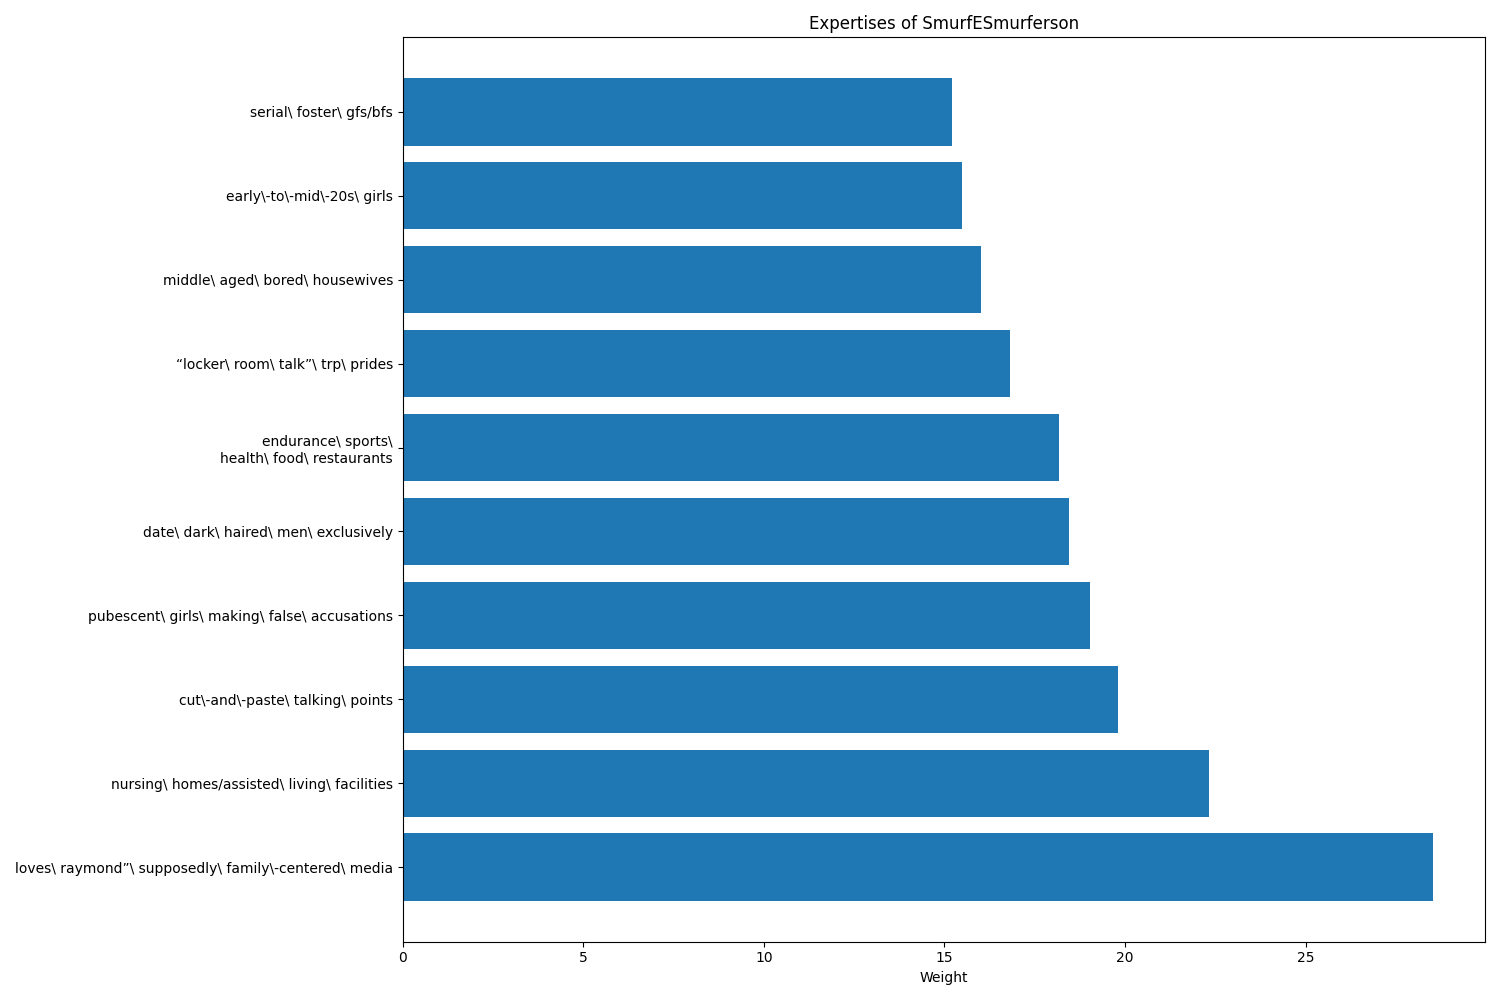 Expertises of SmurfESmurferson
serial\ foster\ gfs/bfs
early\-to\-mid\-20s\ girls
middle\ aged\ bored\ housewives
“locker\ room\ talk”\ trp\ prides
endurance\ sports\
health\ food\ restaurants
date\ dark\ haired\ men\ exclusively
pubescent\ girls\ making\ false\ accusations
cut\-and\-paste\ talking\ points
nursing\ homes/assisted\ living\ facilities
loves\ raymond”\ supposedly\ family\-centered\ media
0 5 10 15 20 25
Weight